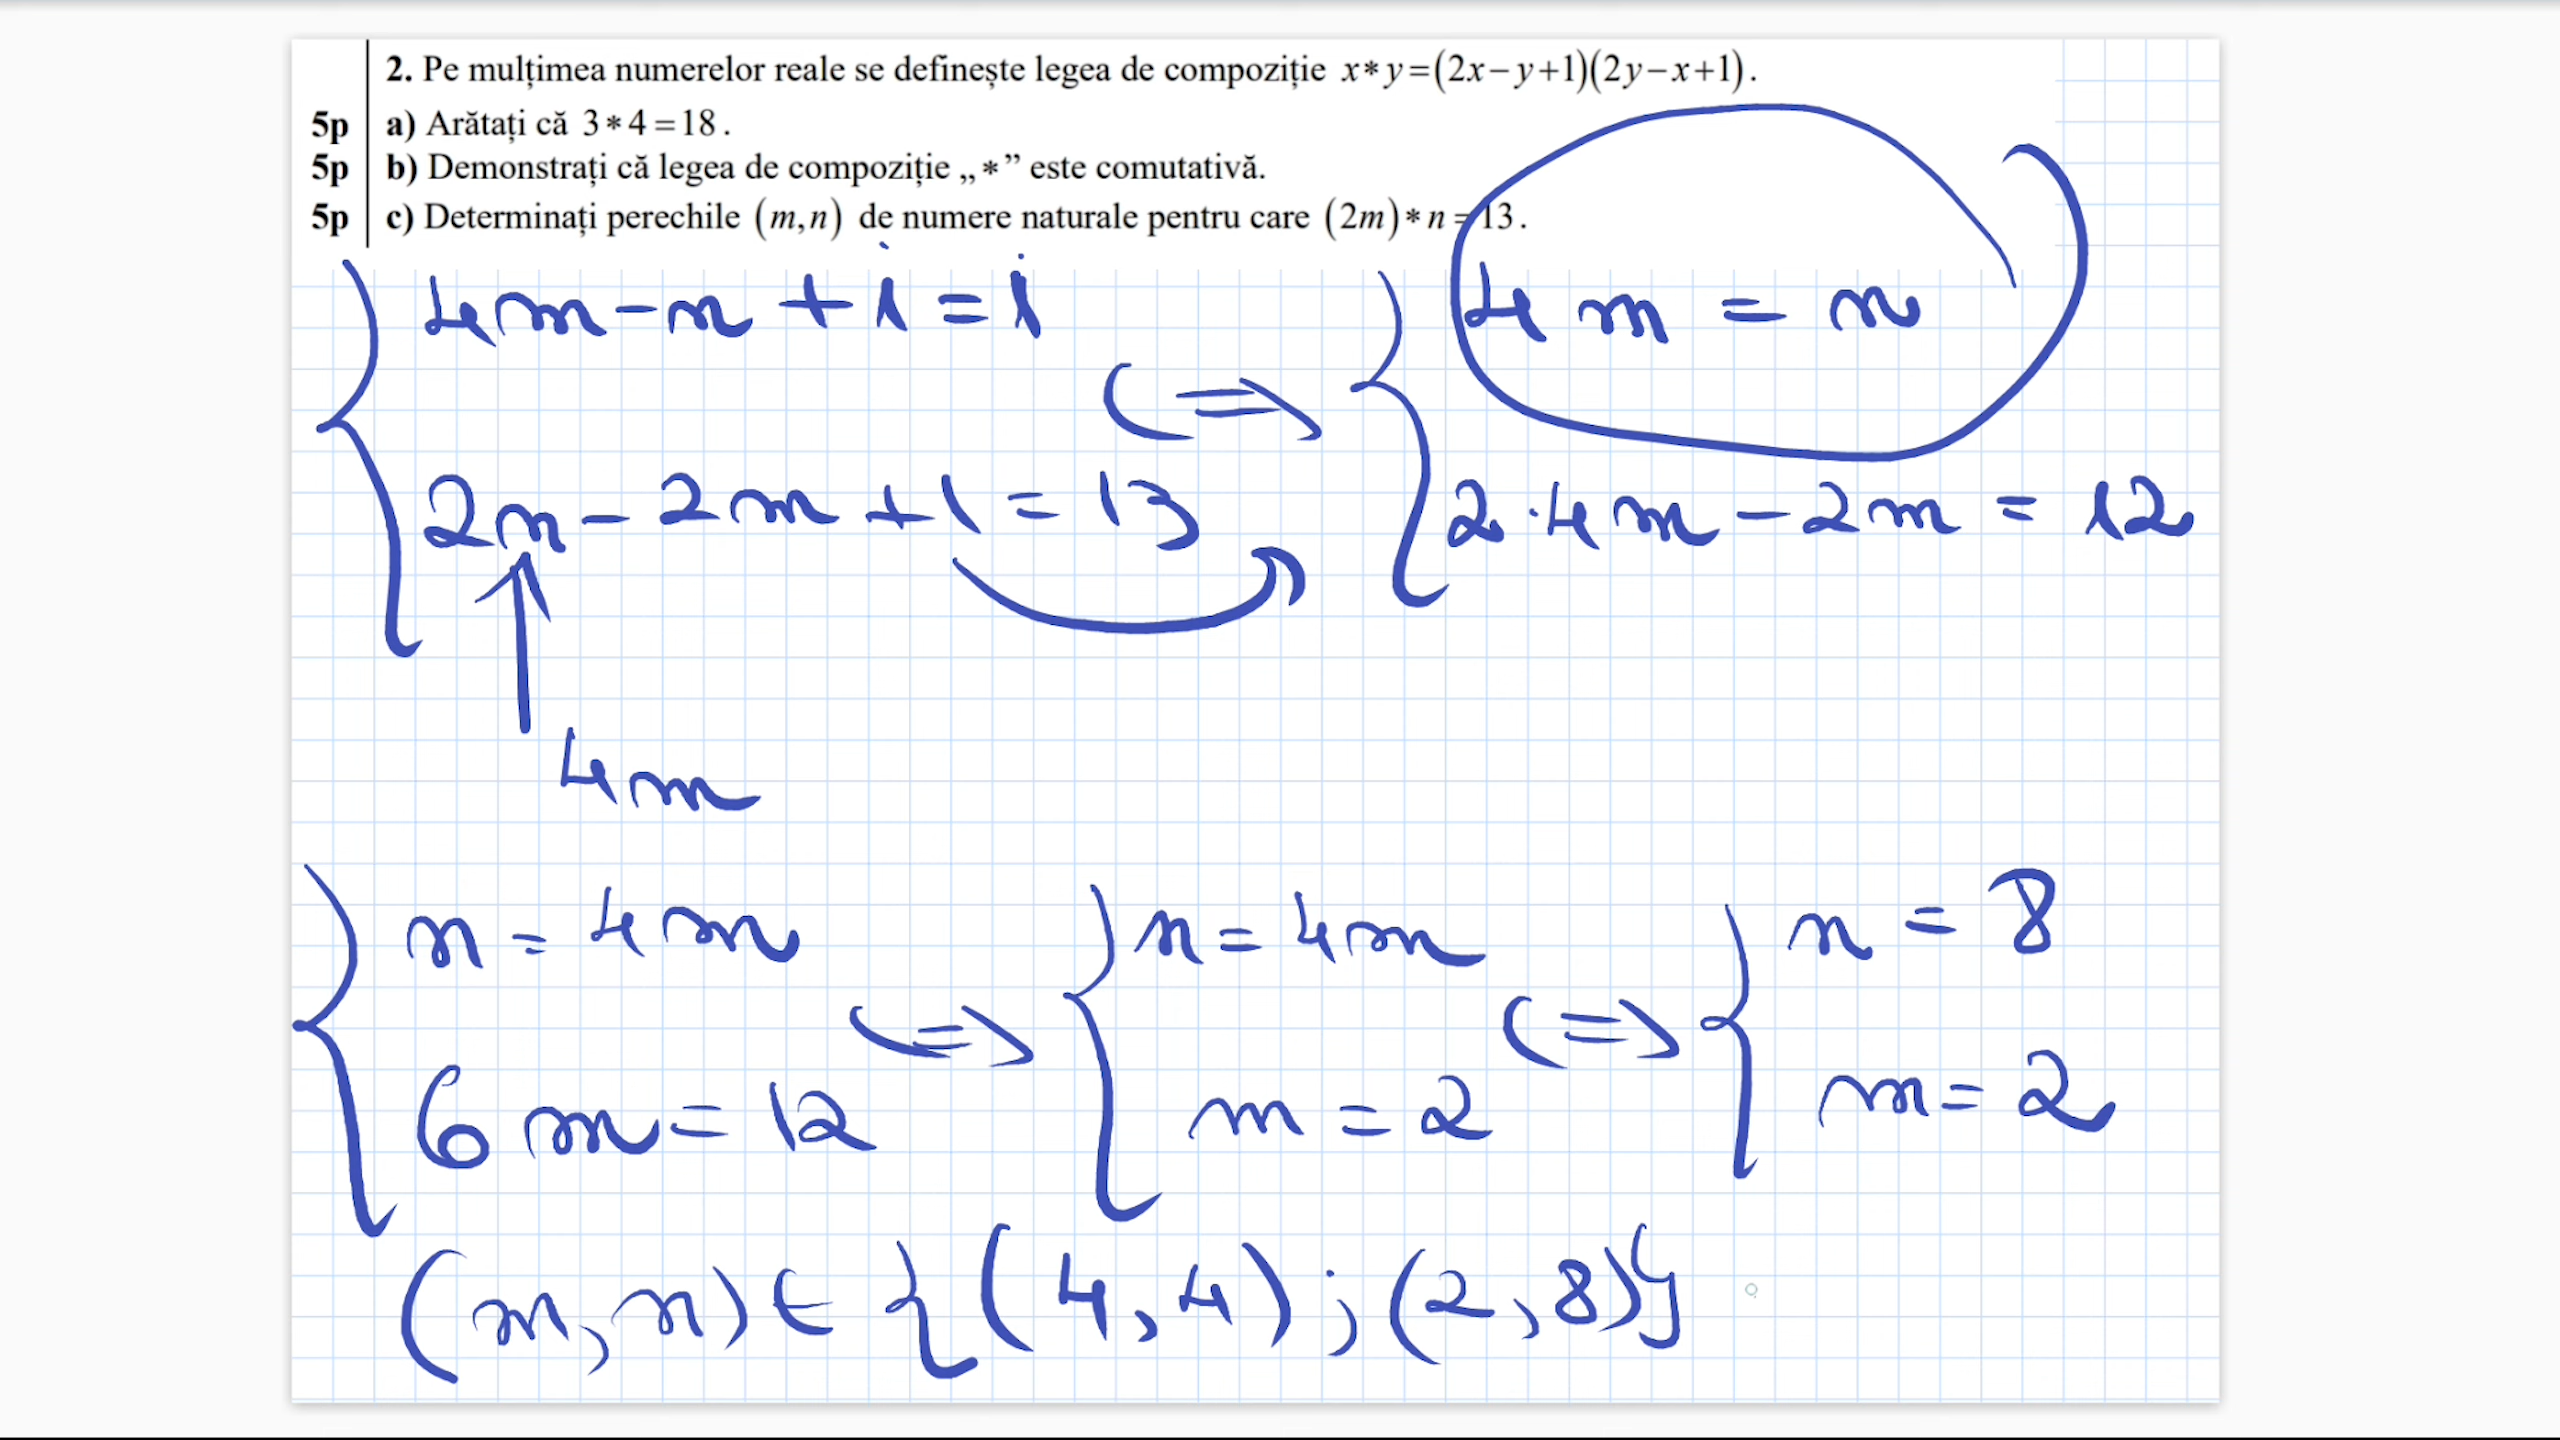 2. Pe mulțimea numerelor reale se definește legea de compoziție x*y=(2x−y+1)(2y−x+1).
5p a) Arătați că 3*4=18.
5p b) Demonstrați că legea de compoziție „*” este comutativă.
5p c) Determinați perechile (m,n) de numere naturale pentru care (2m)*n=13.
{ 4m-n+1=1 <=> { 4m=n
2n-2m+1=13 2·4m-2m=12
4m
{ n=4m <=> { n=4m <=> { n=8
6m=12 m=2 m=2
(m,n)∈{(4,4);(2,8)}